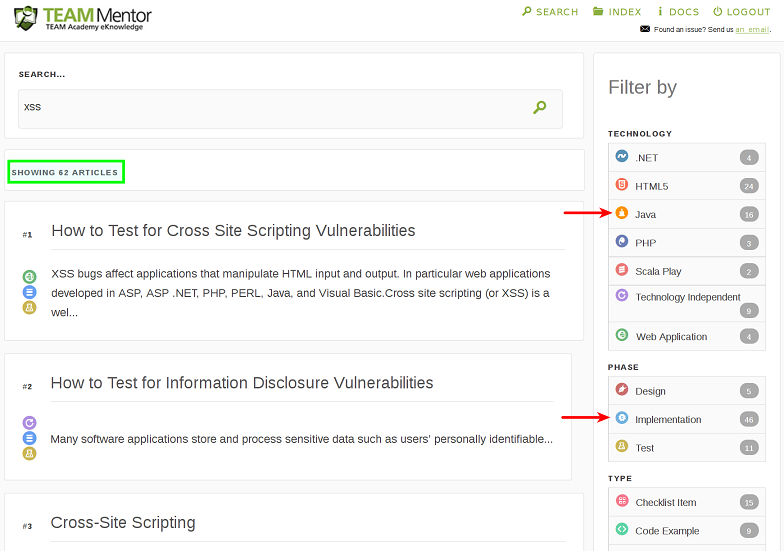 TEAM Mentor
TEAM Academy eKnowledge
SEARCH INDEX DOCS LOGOUT
Found an issue? Send us an email.
SEARCH...
xss
SHOWING 62 ARTICLES
#1 How to Test for Cross Site Scripting Vulnerabilities
XSS bugs affect applications that manipulate HTML input and output. In particular web applications
developed in ASP, ASP .NET, PHP, PERL, Java, and Visual Basic.Cross site scripting (or XSS) is a
wel...
#2 How to Test for Information Disclosure Vulnerabilities
Many software applications store and process sensitive data such as users' personally identifiable...
#3 Cross-Site Scripting
Filter by
TECHNOLOGY
.NET 4
HTML5 24
Java 16
PHP 3
Scala Play 2
Technology Independent
9
Web Application 4
PHASE
Design 5
Implementation 46
Test 11
TYPE
Checklist Item 15
Code Example 9